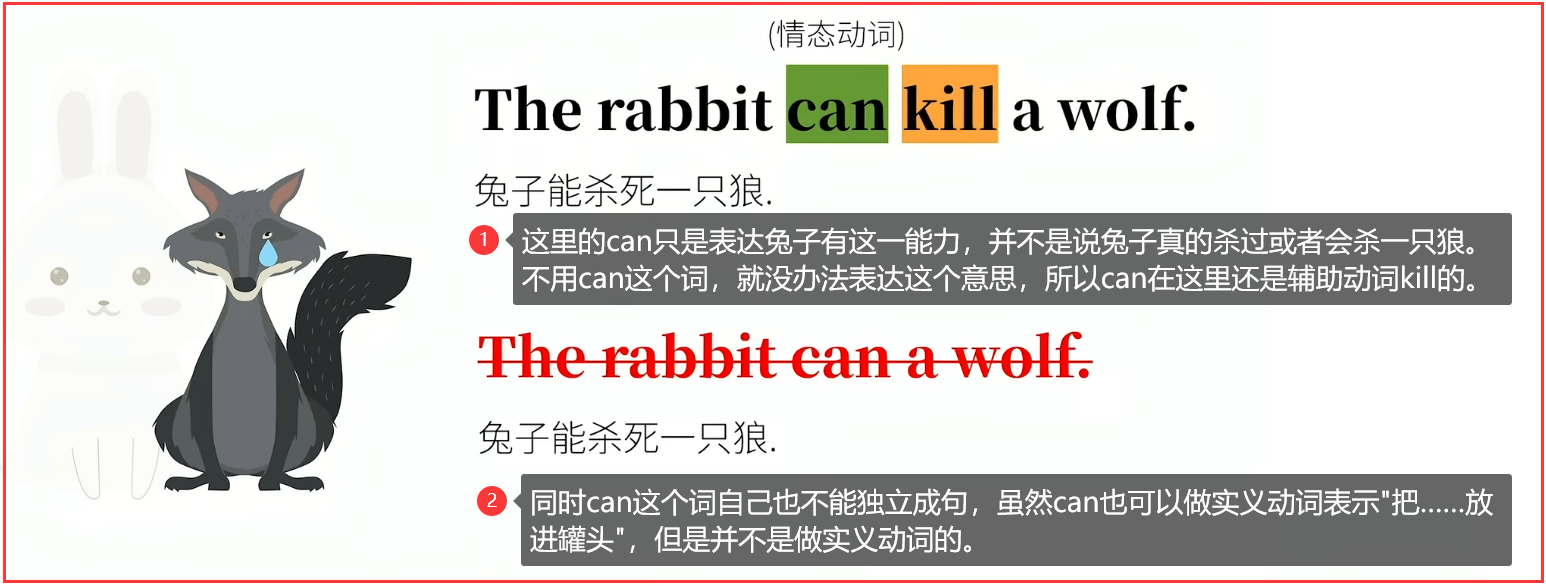 (情态动词)
The rabbit can kill a wolf.
兔子能杀死一只狼.
1
这里的can只是表达兔子有这一能力，并不是说兔子真的杀过或者会杀一只狼。
不用can这个词，就没办法表达这个意思，所以can在这里还是辅助动词kill的。
The rabbit can a wolf.
兔子能杀死一只狼.
2
同时can这个词自己也不能独立成句，虽然can也可以做实义动词表示"把……放
进罐头"，但是并不是做实义动词的。